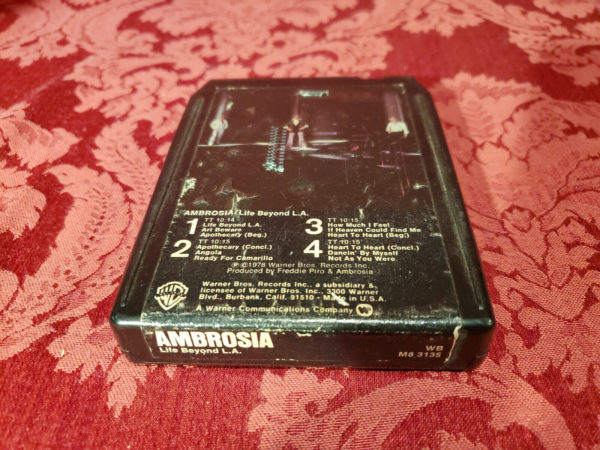 AMBROSIA/Life Beyond L.A.
1 TT 10:14
Life Beyond L.A.
Art Beware
Apothecary (Beg.)
2 TT 10:15
Apothecary (Concl.)
Angola
Ready For Camarillo
3 TT 10:15
How Much I Feel
If Heaven Could Find Me
Heart To Heart (Beg.)
4 TT 10:15
Heart To Heart (Concl.)
Dancin' By Myself
Not As You Were
℗ © 1978 Warner Bros. Records Inc.
Produced by Freddie Piro & Ambrosia
Warner Bros. Records Inc., a subsidiary &
licensee of Warner Bros. Inc., 3300 Warner
Blvd., Burbank, Calif. 91510 • Made in U.S.A.
A Warner Communications Company
AMBROSIA
Life Beyond L.A.
WB
M8 3135